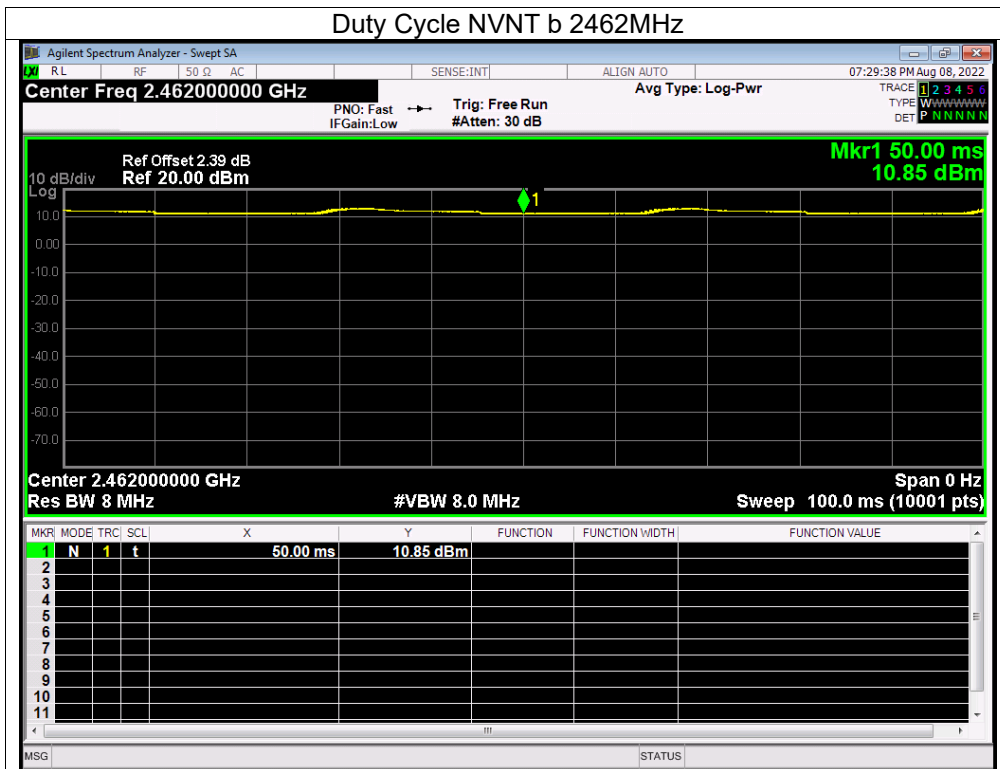 Duty Cycle NVNT b 2462MHz
Agilent Spectrum Analyzer - Swept SA
LXI RL RF 50 Ω AC SENSE:INT ALIGN AUTO 07:29:38 PM Aug 08, 2022
Center Freq 2.462000000 GHz Avg Type: Log-Pwr TRACE 1 2 3 4 5 6
PNO: Fast Trig: Free Run TYPE WWWWWWW
IFGain:Low #Atten: 30 dB DET P N N N N N
Mkr1 50.00 ms
10.85 dBm
Ref Offset 2.39 dB
10 dB/div Ref 20.00 dBm
Log
1
10.0
0.00
-10.0
-20.0
-30.0
-40.0
-50.0
-60.0
-70.0
Center 2.462000000 GHz Span 0 Hz
Res BW 8 MHz #VBW 8.0 MHz Sweep 100.0 ms (10001 pts)
MKR MODE TRC SCL X Y FUNCTION FUNCTION WIDTH FUNCTION VALUE
1 N 1 t 50.00 ms 10.85 dBm
2
3
4
5
6
7
8
9
10
11
MSG STATUS